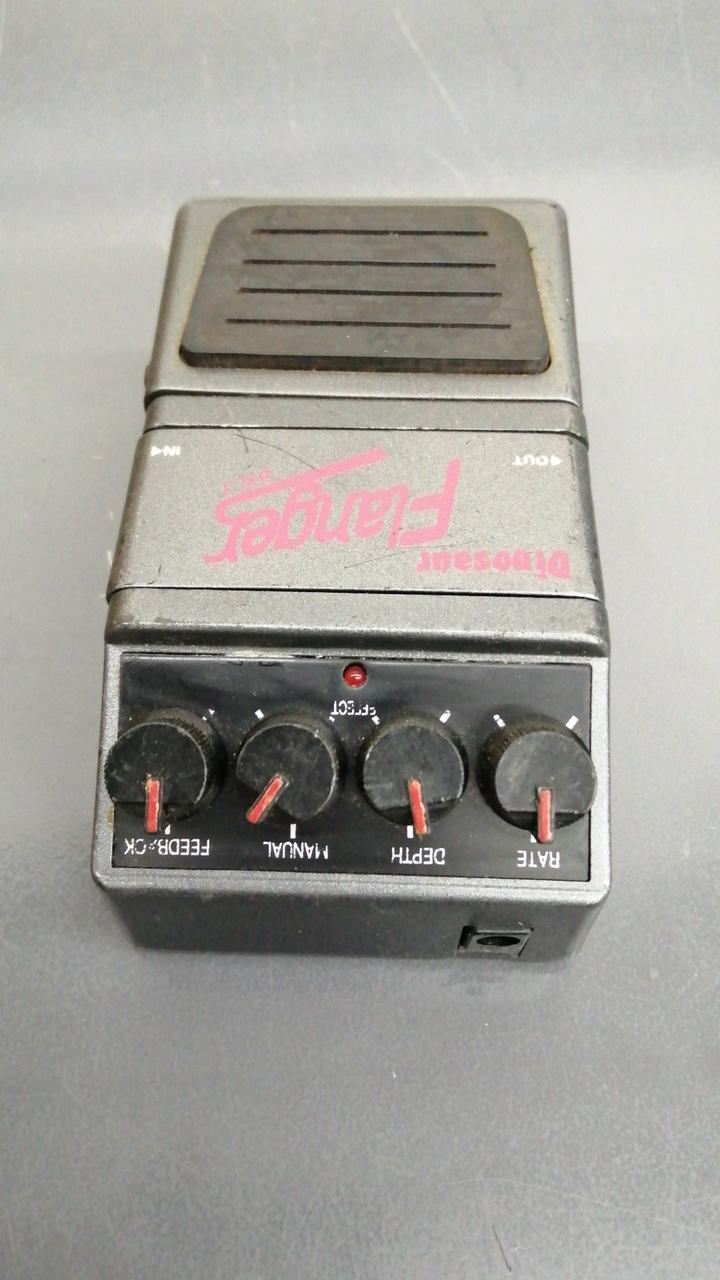 RATE DEPTH MANUAL FEEDBACK
EFFECT
Dinosaur
Flanger
OUT IN